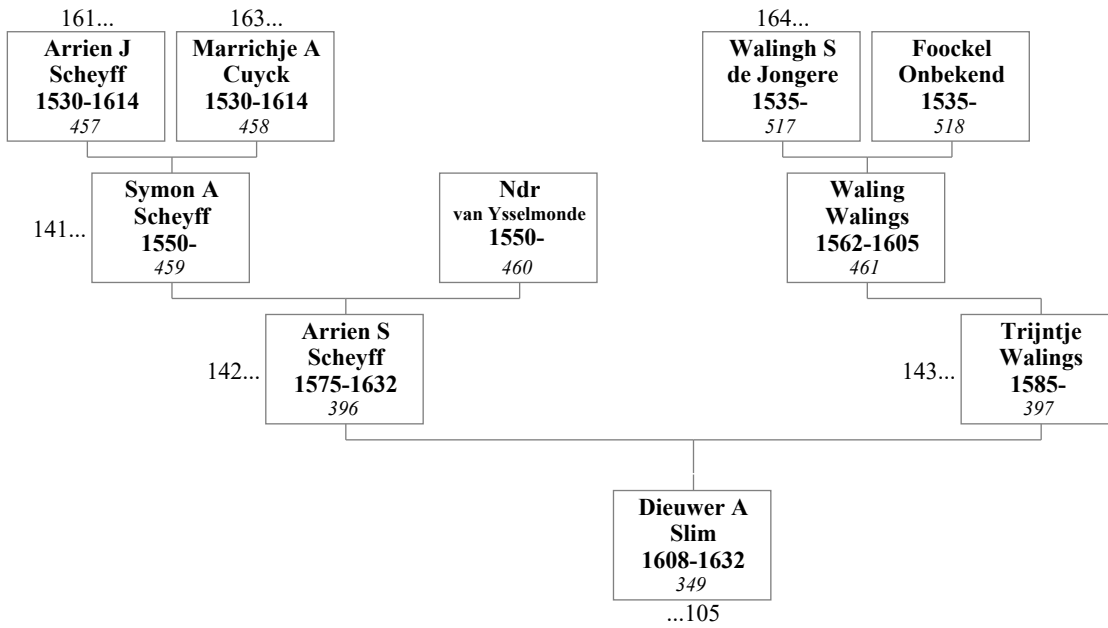 161...
163...
164...
Arrien J
Scheyff
1530-1614
457
Marrichje A
Cuyck
1530-1614
458
Walingh S
de Jongere
1535-
517
Foockel
Onbekend
1535-
518
141...
Symon A
Scheyff
1550-
459
Ndr
van Ysselmonde
1550-
460
Waling
Walings
1562-1605
461
142...
Arrien S
Scheyff
1575-1632
396
143...
Trijntje
Walings
1585-
397
Dieuwer A
Slim
1608-1632
349
...105